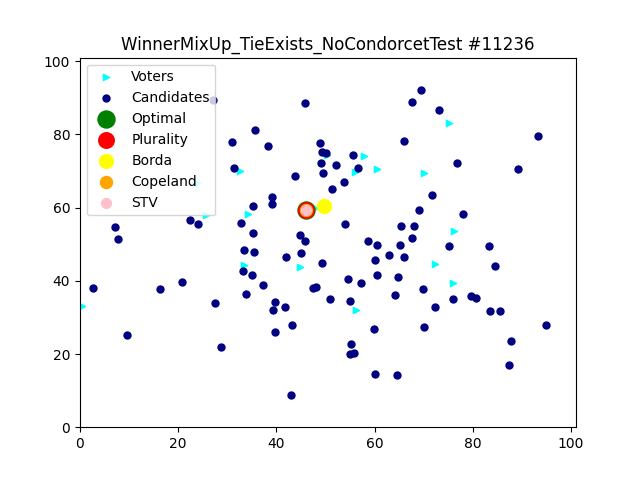 WinnerMixUp_TieExists_NoCondorcetTest #11236
100
80
60
40
20
0
Voters
Candidates
Optimal
Plurality
Borda
Copeland
STV
0
20
40
60
80
100